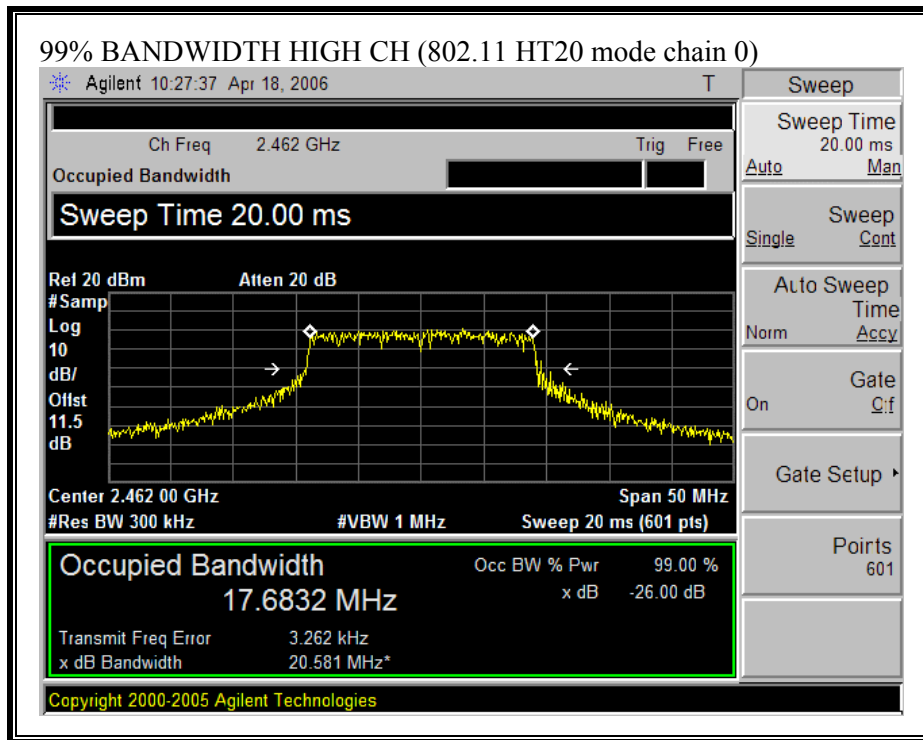 99% BANDWIDTH HIGH CH (802.11 HT20 mode chain 0)
Agilent 10:27:37 Apr 18, 2006 T
Ch Freq 2.462 GHz Trig Free
Occupied Bandwidth
Sweep Time 20.00 ms
Ref 20 dBm Atten 20 dB
#Samp
Log
10
dB/
Offst
11.5
dB
Center 2.462 00 GHz Span 50 MHz
#Res BW 300 kHz #VBW 1 MHz Sweep 20 ms (601 pts)
Occupied Bandwidth
17.6832 MHz
Occ BW % Pwr 99.00 %
x dB -26.00 dB
Transmit Freq Error 3.262 kHz
x dB Bandwidth 20.581 MHz*
Copyright 2000-2005 Agilent Technologies
Sweep
Sweep Time
20.00 ms
Auto Man
Sweep
Single Cont
Auto Sweep
Time
Norm Accy
Gate
On Off
Gate Setup
Points
601